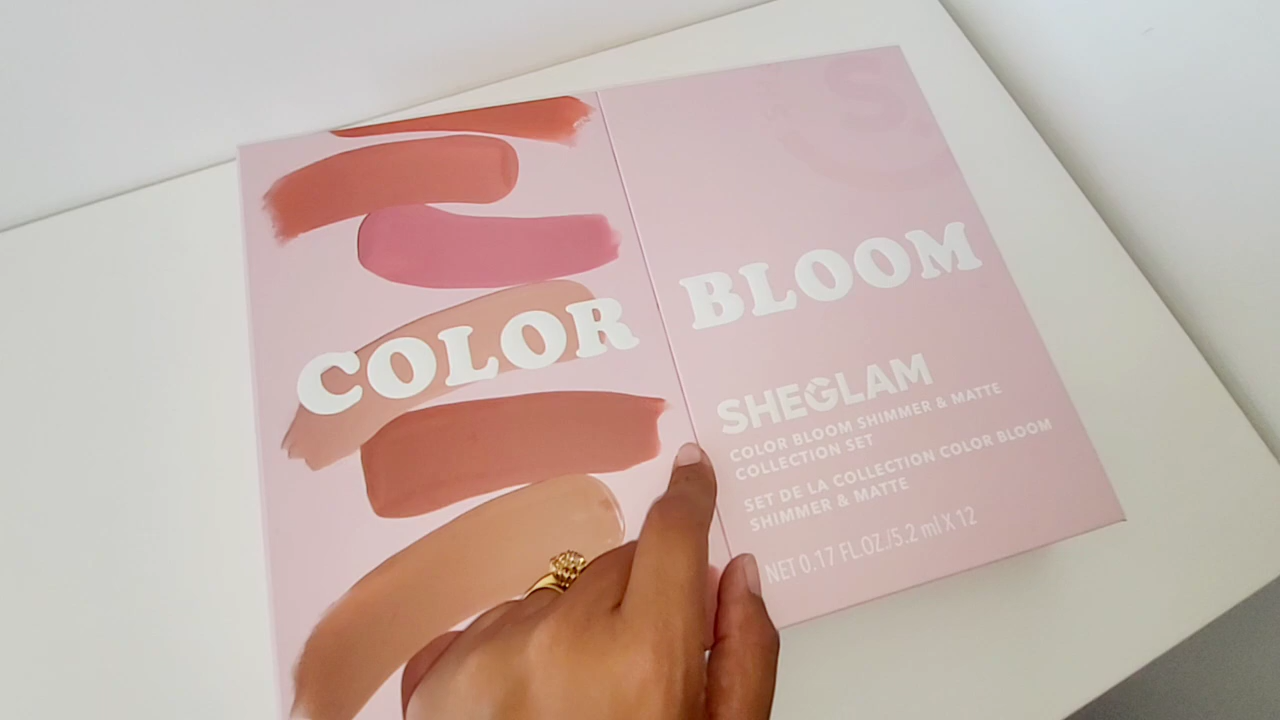 COLOR BLOOM
SHEGLAM
COLOR BLOOM SHIMMER & MATTE
COLLECTION SET
SET DE LA COLLECTION COLOR BLOOM
SHIMMER & MATTE
NET 0.17 FL.OZ./5.2 ml X 12